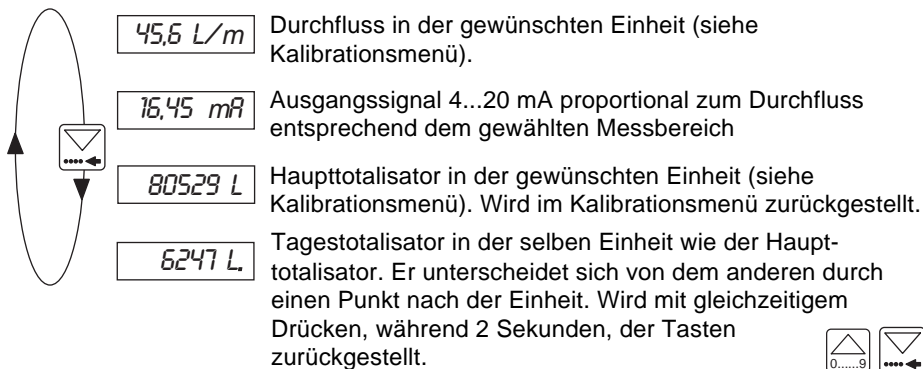 45,6 L/m
Durchfluss in der gewünschten Einheit (siehe
Kalibrationsmenü).
16,45 mA
Ausgangssignal 4...20 mA proportional zum Durchfluss
entsprechend dem gewählten Messbereich
80529 L
Haupttotalisator in der gewünschten Einheit (siehe
Kalibrationsmenü). Wird im Kalibrationsmenü zurückgestellt.
6247 L.
Tagestotalisator in der selben Einheit wie der Haupt-
totalisator. Er unterscheidet sich von dem anderen durch
einen Punkt nach der Einheit. Wird mit gleichzeitigem
Drücken, während 2 Sekunden, der Tasten
zurückgestellt.
0......9